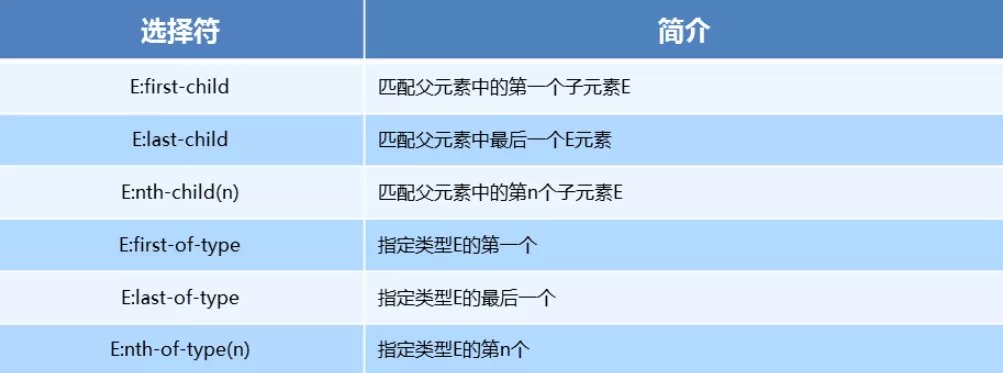 选择符 简介
E:first-child 匹配父元素中的第一个子元素E
E:last-child 匹配父元素中最后一个E元素
E:nth-child(n) 匹配父元素中的第n个子元素E
E:first-of-type 指定类型E的第一个
E:last-of-type 指定类型E的最后一个
E:nth-of-type(n) 指定类型E的第n个